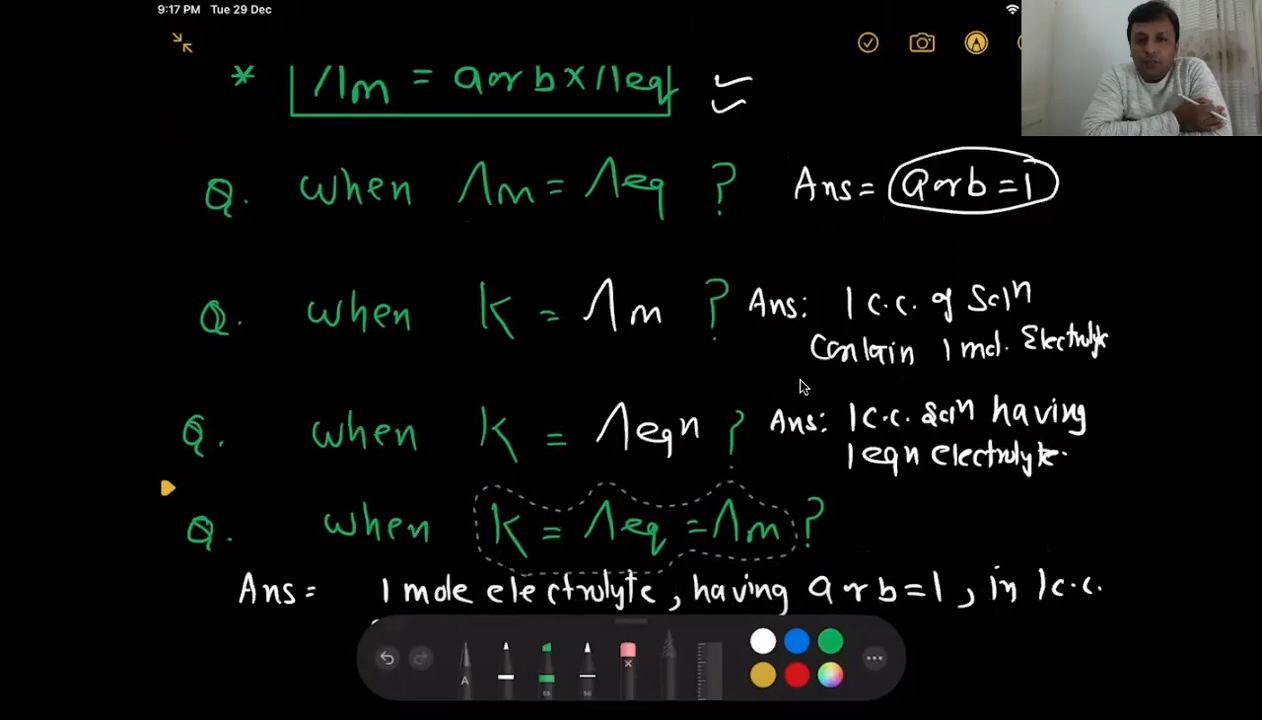 9:17 PM Tue 29 Dec
* Λm = a or b x Λeq
Q. when Λm = Λeq ? Ans = a or b = 1
Q. when K = Λm ? Ans: 1 c.c. of Soln
Contain 1 mol. Electrolyte
Q. when K = Λeqn ? Ans: 1 c.c. Soln having
1 eqn electrolyte.
Q. when K = Λeq = Λm ?
Ans = 1 mole electrolyte, having a or b = 1, in 1 c.c.
A